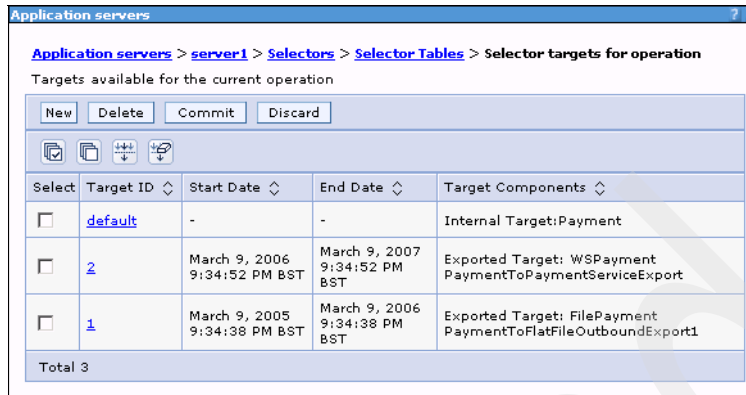 Application servers ?
Application servers > server1 > Selectors > Selector Tables > Selector targets for operation
Targets available for the current operation
New Delete Commit Discard
Select Target ID Start Date End Date Target Components
default - - Internal Target:Payment
2 March 9, 2006 9:34:52 PM BST March 9, 2007 9:34:52 PM BST Exported Target: WSPayment PaymentToPaymentServiceExport
1 March 9, 2005 9:34:38 PM BST March 9, 2006 9:34:38 PM BST Exported Target: FilePayment PaymentToFlatFileOutboundExport1
Total 3